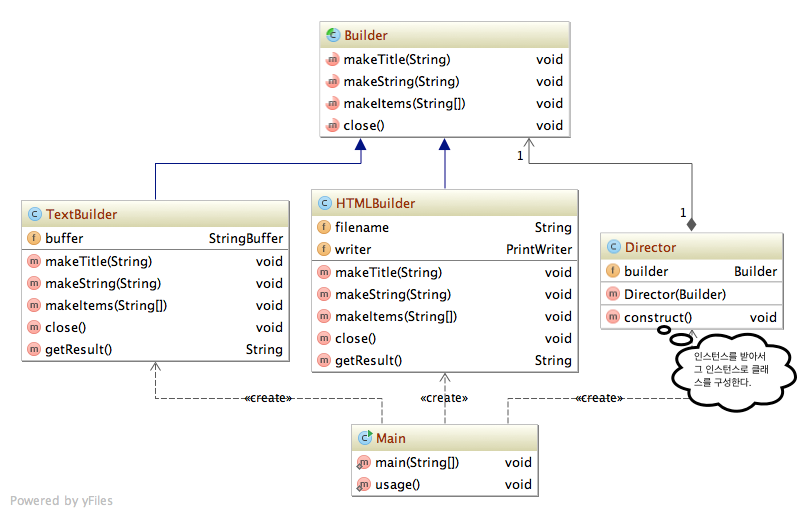 Builder
makeTitle(String) void
makeString(String) void
makeItems(String[]) void
close() void
1
1
TextBuilder
buffer StringBuffer
makeTitle(String) void
makeString(String) void
makeItems(String[]) void
close() void
getResult() String
HTMLBuilder
filename String
writer PrintWriter
makeTitle(String) void
makeString(String) void
makeItems(String[]) void
close() void
getResult() String
Director
builder Builder
Director(Builder)
construct() void
인스턴스를 받아서
그 인스턴스로 클래
스를 구성한다.
«create» «create» «create»
Main
main(String[]) void
usage() void
Powered by yFiles